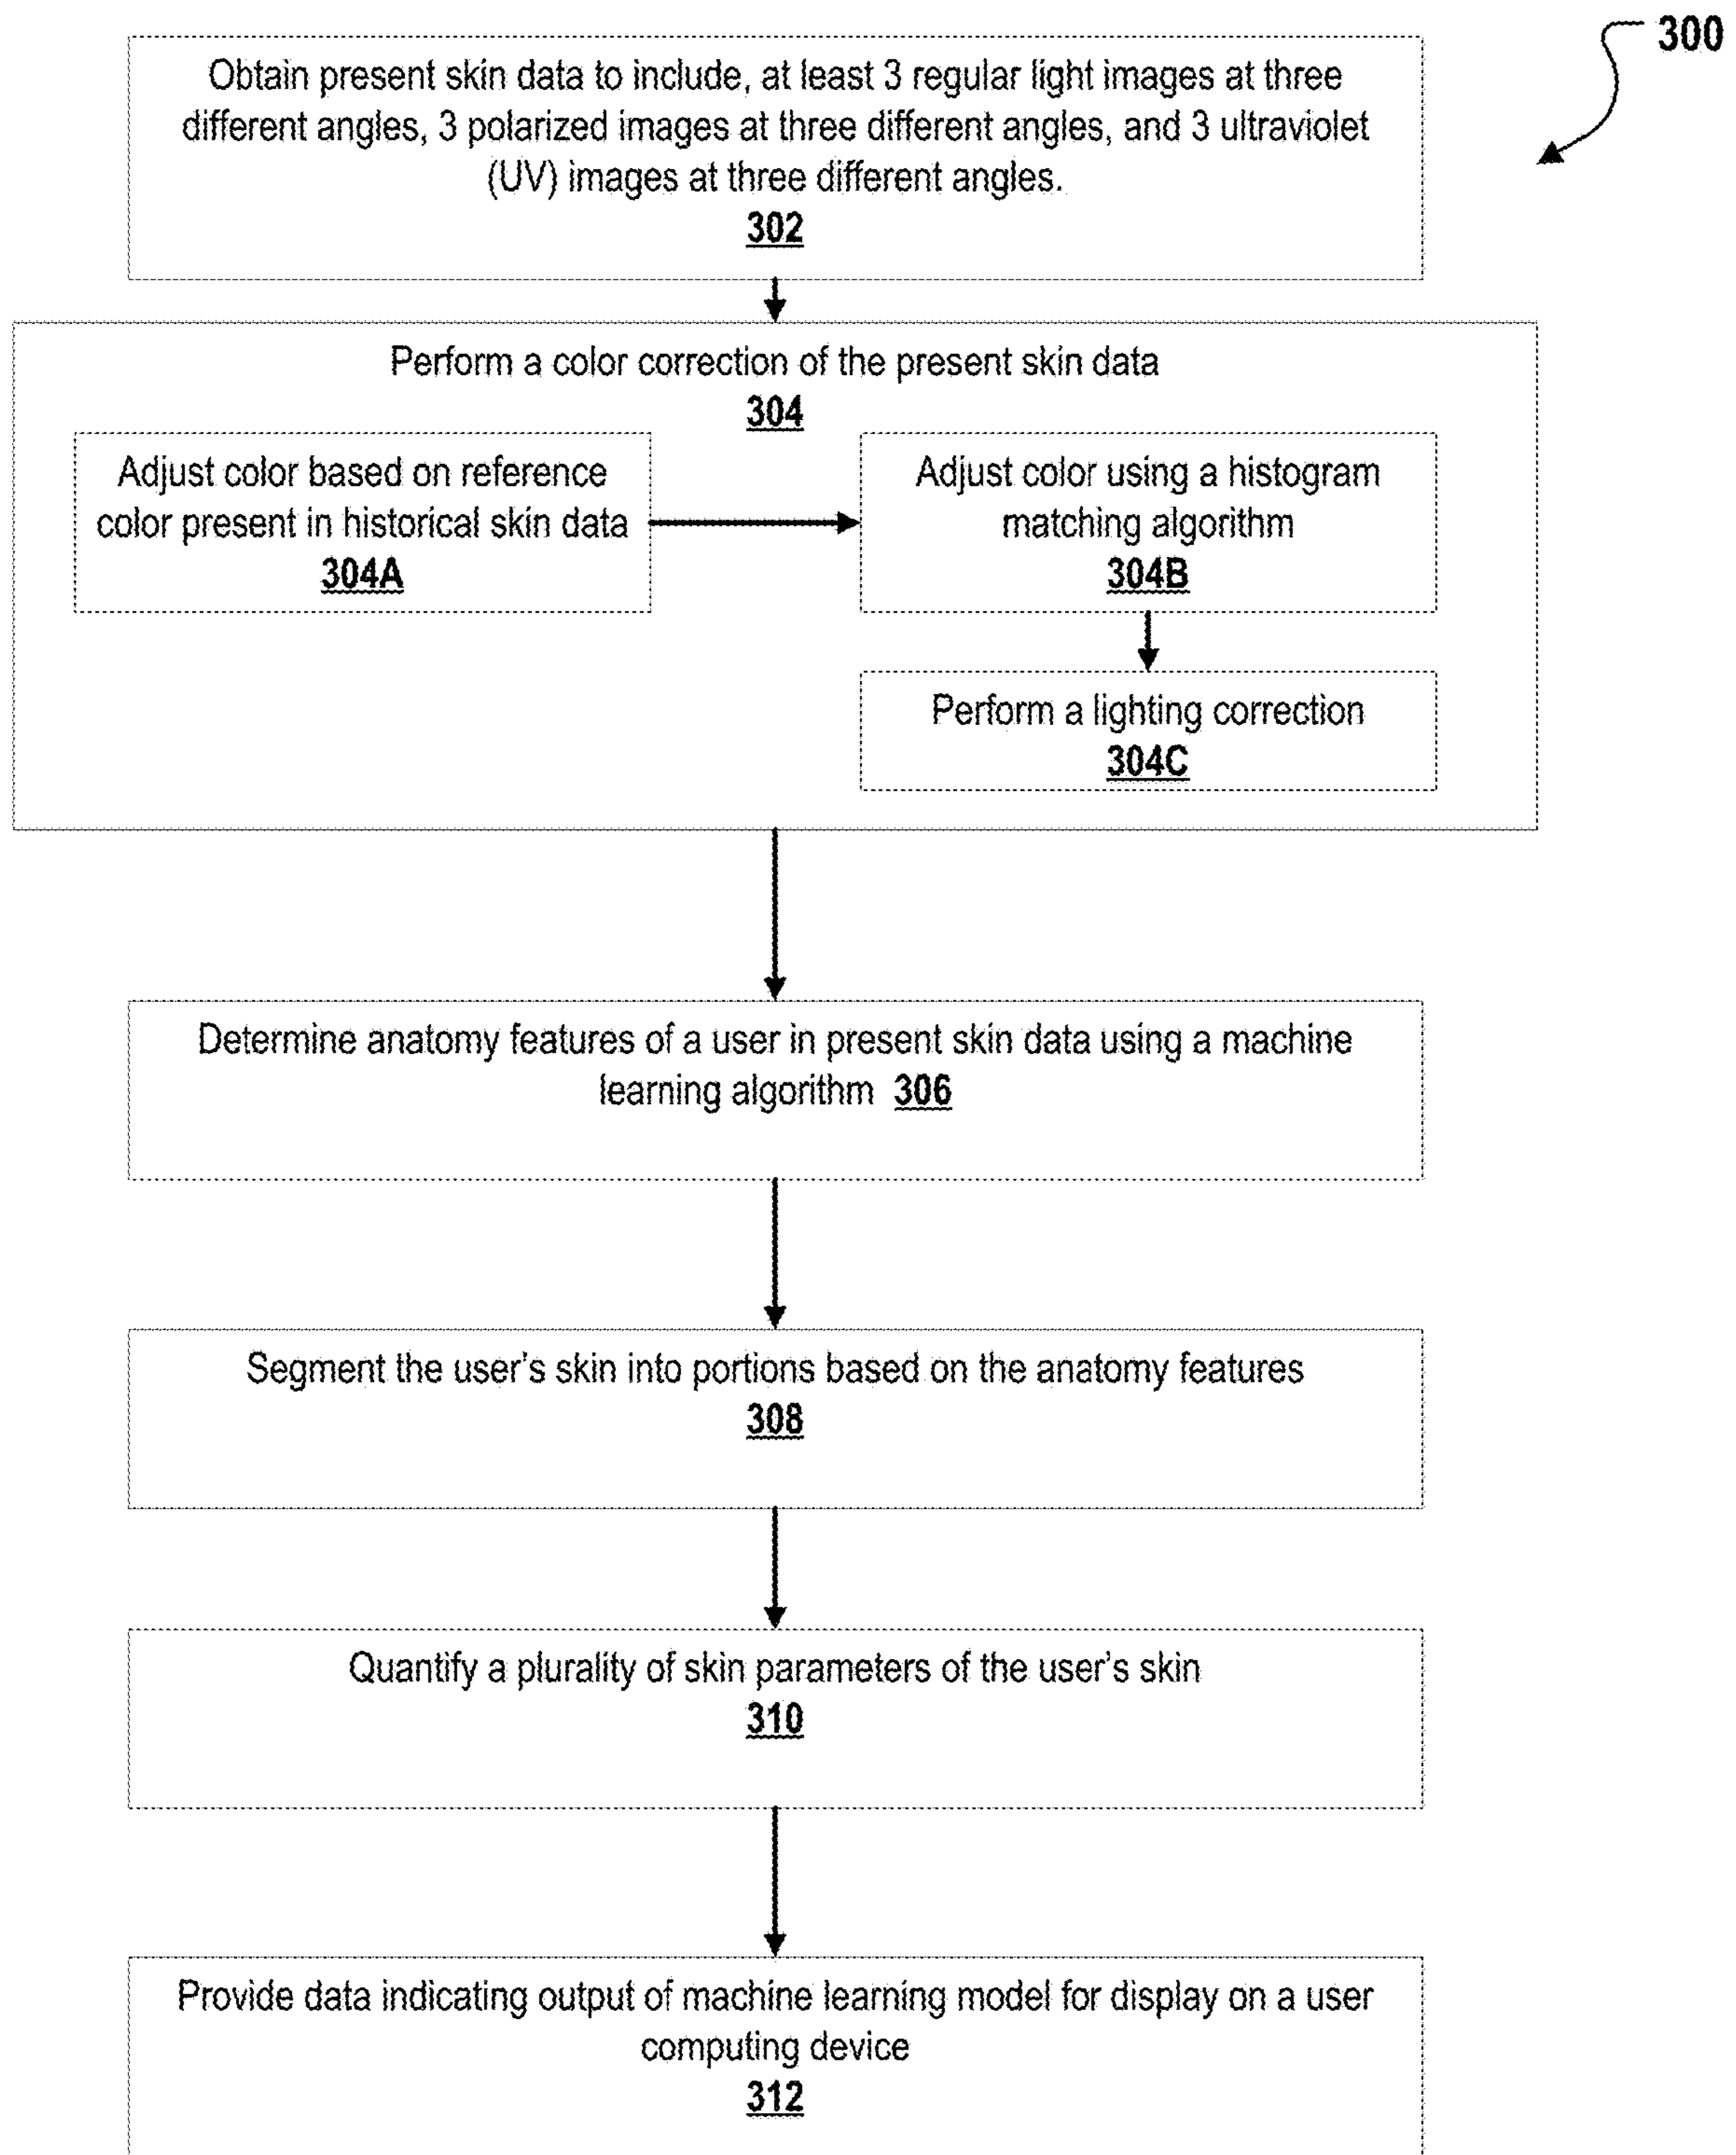 300
Obtain present skin data to include, at least 3 regular light images at three
different angles, 3 polarized images at three different angles, and 3 ultraviolet
(UV) images at three different angles.
302
Perform a color correction of the present skin data
304
Adjust color based on reference
color present in historical skin data
304A
Adjust color using a histogram
matching algorithm
304B
Perform a lighting correction
304C
Determine anatomy features of a user in present skin data using a machine
learning algorithm 306
Segment the user's skin into portions based on the anatomy features
308
Quantify a plurality of skin parameters of the user's skin
310
Provide data indicating output of machine learning model for display on a user
computing device
312